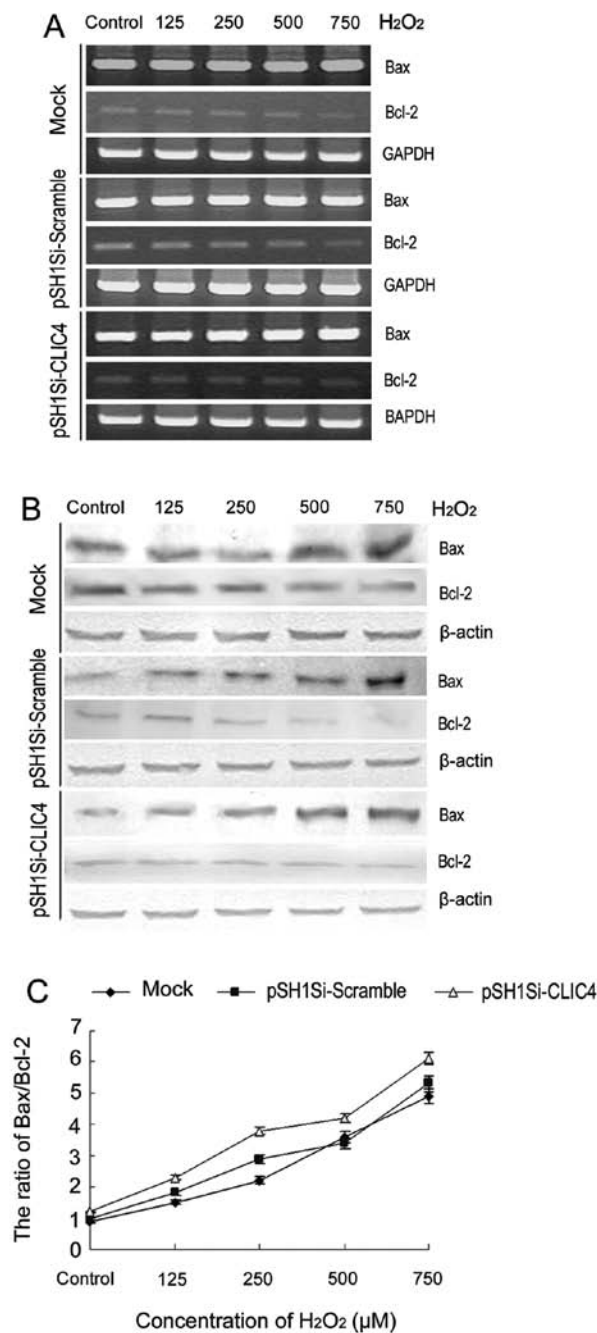 A
Control 125 250 500 750 H2O2
Mock
Bax
Bcl-2
GAPDH
pSH1Si-Scramble
Bax
Bcl-2
GAPDH
pSH1Si-CLIC4
Bax
Bcl-2
BAPDH
B
Control 125 250 500 750 H2O2
Mock
Bax
Bcl-2
β-actin
pSH1Si-Scramble
Bax
Bcl-2
β-actin
pSH1Si-CLIC4
Bax
Bcl-2
β-actin
C
Mock pSH1Si-Scramble pSH1Si-CLIC4
The ratio of Bax/Bcl-2
7
6
5
4
3
2
1
0
Control 125 250 500 750
Concentration of H2O2 (µM)